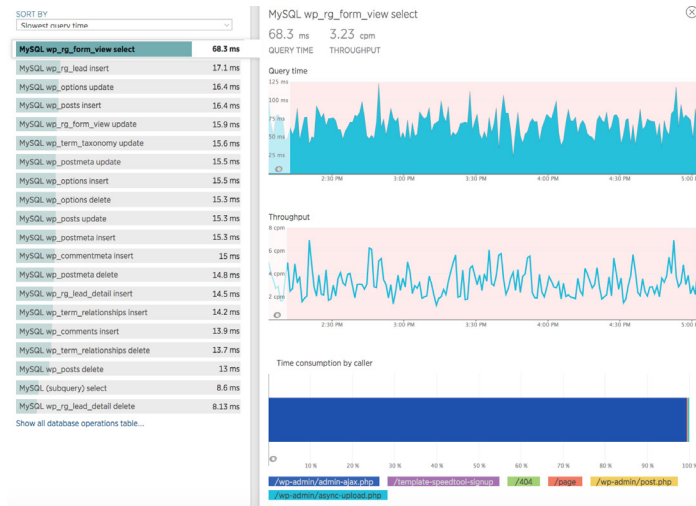 SORT BY
Slowest query time
MySQL wp_rg_form_view select 68.3 ms
MySQL wp_rg_lead insert 17.1 ms
MySQL wp_options update 16.4 ms
MySQL wp_posts insert 16.4 ms
MySQL wp_rg_form_view update 15.9 ms
MySQL wp_term_taxonomy update 15.6 ms
MySQL wp_postmeta update 15.5 ms
MySQL wp_options insert 15.5 ms
MySQL wp_options delete 15.3 ms
MySQL wp_posts update 15.3 ms
MySQL wp_postmeta insert 15.3 ms
MySQL wp_commentmeta insert 15 ms
MySQL wp_postmeta delete 14.8 ms
MySQL wp_rg_lead_detail insert 14.5 ms
MySQL wp_term_relationships insert 14.2 ms
MySQL wp_comments insert 13.9 ms
MySQL wp_term_relationships delete 13.7 ms
MySQL wp_posts delete 13 ms
MySQL (subquery) select 8.6 ms
MySQL wp_rg_lead_detail delete 8.13 ms
Show all database operations table...
MySQL wp_rg_form_view select
68.3 ms 3.23 cpm
QUERY TIME THROUGHPUT
Query time
125 ms
100 ms
75 ms
50 ms
25 ms
2:30 PM 3:00 PM 3:30 PM 4:00 PM 4:30 PM 5:00
Throughput
8 cpm
6 cpm
4 cpm
2 cpm
2:30 PM 3:00 PM 3:30 PM 4:00 PM 4:30 PM 5:00
Time consumption by caller
10 % 20 % 30 % 40 % 50 % 60 % 70 % 80 % 90 % 100 %
/wp-admin/admin-ajax.php /template-speedtool-signup /404 /page /wp-admin/post.php
/wp-admin/async-upload.php